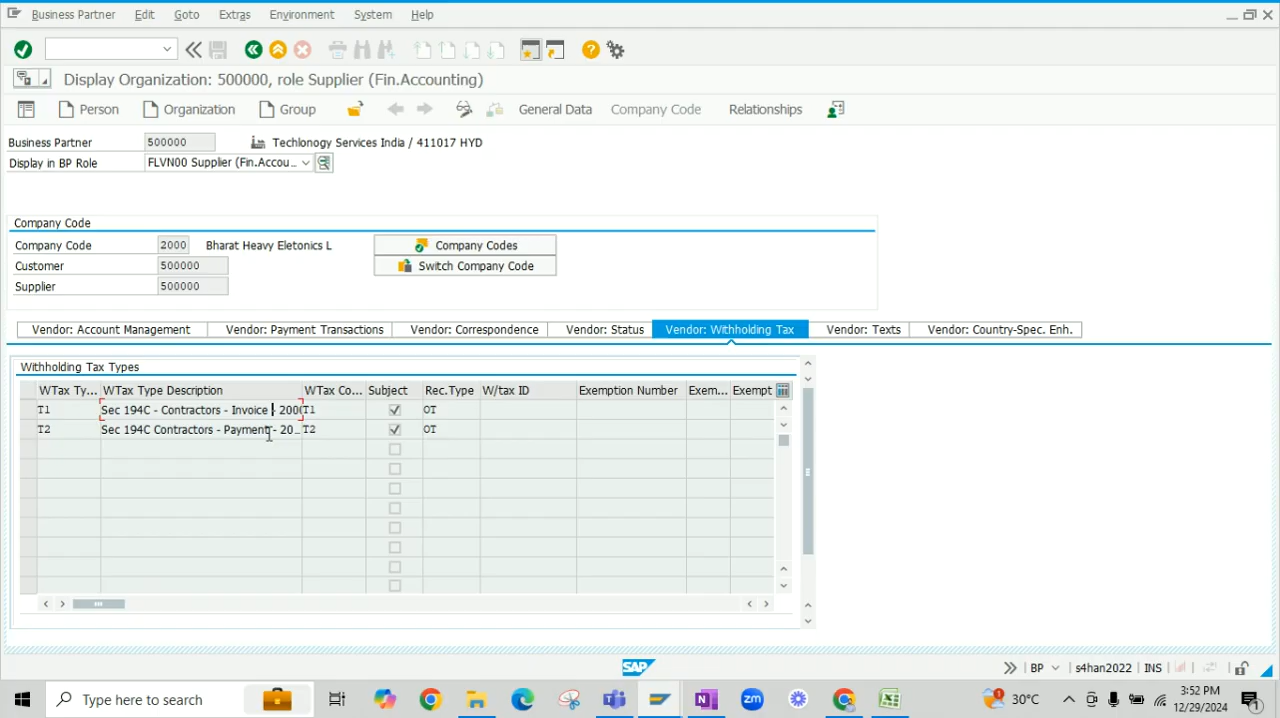 Business Partner Edit Goto Extras Environment System Help
Display Organization: 500000, role Supplier (Fin.Accounting)
Person Organization Group General Data Company Code Relationships
Business Partner 500000 Techlonogy Services India / 411017 HYD
Display in BP Role FLVN00 Supplier (Fin.Accou...
Company Code
Company Code 2000 Bharat Heavy Eletonics L Company Codes
Customer 500000 Switch Company Code
Supplier 500000
Vendor: Account Management Vendor: Payment Transactions Vendor: Correspondence Vendor: Status Vendor: Withholding Tax Vendor: Texts Vendor: Country-Spec. Enh.
Withholding Tax Types
WTax Ty... WTax Type Description WTax Co... Subject Rec.Type W/tax ID Exemption Number Exem... Exempt
T1 Sec 194C - Contractors - Invoice - 200 T1 OT
T2 Sec 194C Contractors - Payment - 20... T2 OT
SAP BP s4han2022 INS
Type here to search 30°C 3:52 PM
12/29/2024